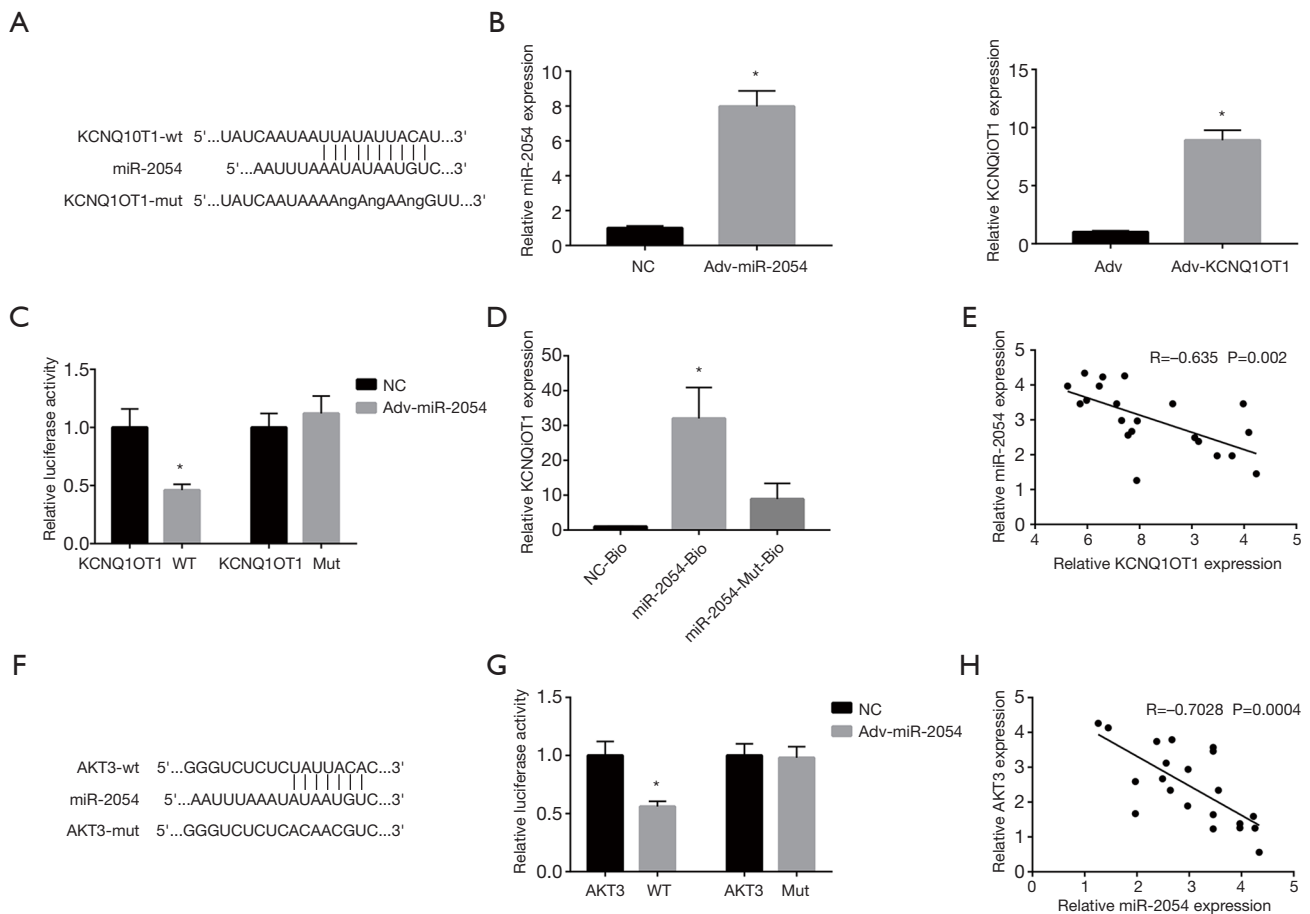 A
KCNQ10T1-wt 5'...UAUCAAUAAUUAUAUUACAU...3'
miR-2054 5'...AAUUUAAAUAUAAUGUC...3'
KCNQ1OT1-mut 5'...UAUCAAUAAAAngAngAAngGUU...3'
B
Relative miR-2054 expression
10
8
6
4
2
0
*
NC Adv-miR-2054
Relative KCNQiOT1 expression
15
10
5
0
*
Adv Adv-KCNQ1OT1
C
Relative luciferase activity
1.5
1.0
0.5
0.0
*
KCNQ1OT1 WT KCNQ1OT1 Mut
NC
Adv-miR-2054
D
Relative KCNQiOT1 expression
50
40
30
20
10
0
*
NC-Bio
miR-2054-Bio
miR-2054-Mut-Bio
E
R=–0.635 P=0.002
Relative miR-2054 expression
5
4
3
2
1
0
4 6 8 3 4 5
Relative KCNQ1OT1 expression
F
AKT3-wt 5'...GGGUCUCUCUAUUACAC...3'
miR-2054 5'...AAUUUAAAUAUAAUGUC...3'
AKT3-mut 5'...GGGUCUCUCACAACGUC...3'
G
Relative luciferase activity
1.5
1.0
0.5
0.0
*
AKT3 WT AKT3 Mut
NC
Adv-miR-2054
H
R=–0.7028 P=0.0004
Relative AKT3 expression
5
4
3
2
1
0
0 1 2 3 4 5
Relative miR-2054 expression